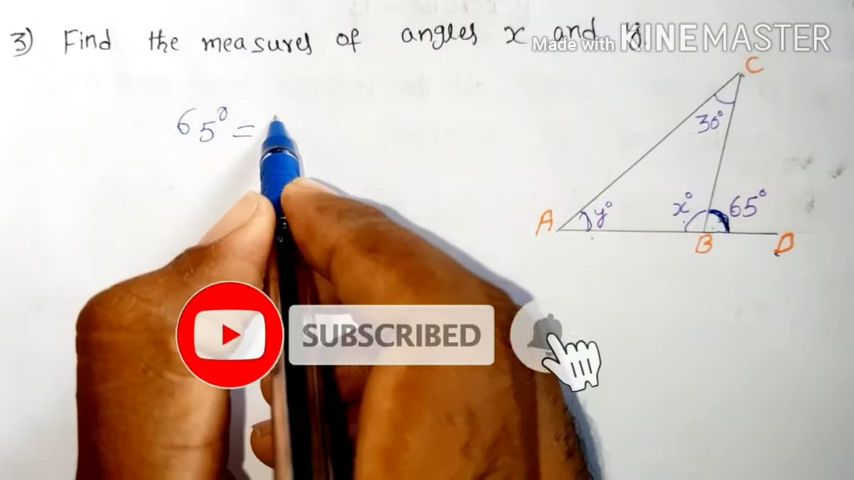 3) Find the measures of angles x and y.
Made with KINEMASTER
C
65° =
30°
A
y°
x°
65°
B
D
SUBSCRIBED